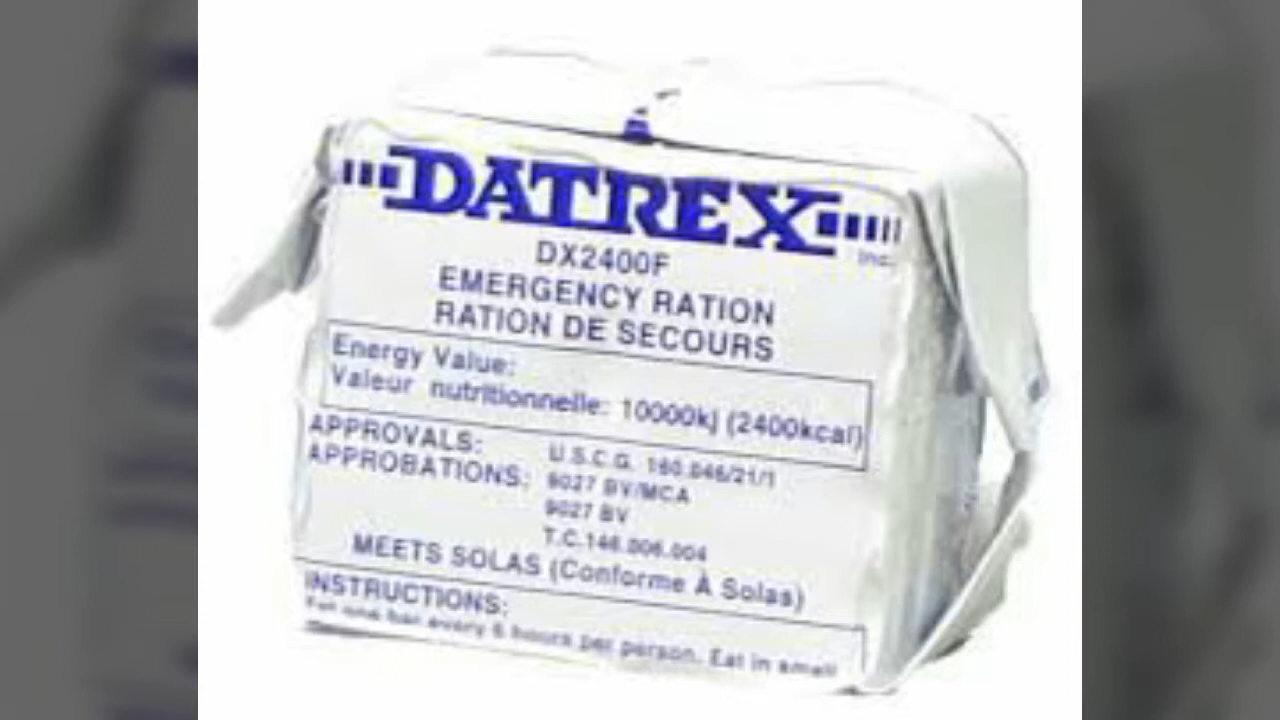 DATREX
Inc.
DX2400F
EMERGENCY RATION
RATION DE SECOURS
Energy Value:
Valeur nutritionnelle: 10000kj (2400kcal)
APPROVALS: U.S.C.G. 160.046/21/1
APPROBATIONS: 9027 BV/MCA
9027 BV
T.C.146.006.004
MEETS SOLAS (Conforme À Solas)
INSTRUCTIONS:
Eat one bar every 6 hours per person. Eat in small